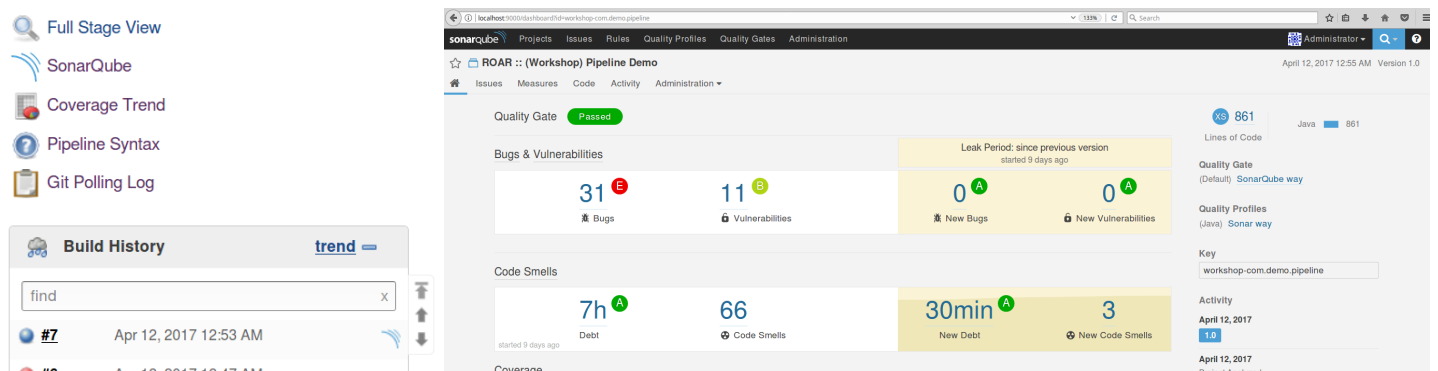 Full Stage View
SonarQube
Coverage Trend
Pipeline Syntax
Git Polling Log
Build History trend
find x
#7 Apr 12, 2017 12:53 AM
localhost:9000/dashboard?id=workshop-com.demo.pipeline 133% Search
sonarqube Projects Issues Rules Quality Profiles Quality Gates Administration Administrator ?
ROAR :: (Workshop) Pipeline Demo April 12, 2017 12:55 AM Version 1.0
Issues Measures Code Activity Administration
Quality Gate Passed
Bugs & Vulnerabilities
Leak Period: since previous version
started 9 days ago
31 E 11 B 0 A 0 A
Bugs Vulnerabilities New Bugs New Vulnerabilities
Code Smells
7h A 66 30min A 3
Debt Code Smells New Debt New Code Smells
started 9 days ago
Coverage
XS 861 Java 861
Lines of Code
Quality Gate
(Default) SonarQube way
Quality Profiles
(Java) Sonar way
Key
workshop-com.demo.pipeline
Activity
April 12, 2017
1.0
April 12, 2017